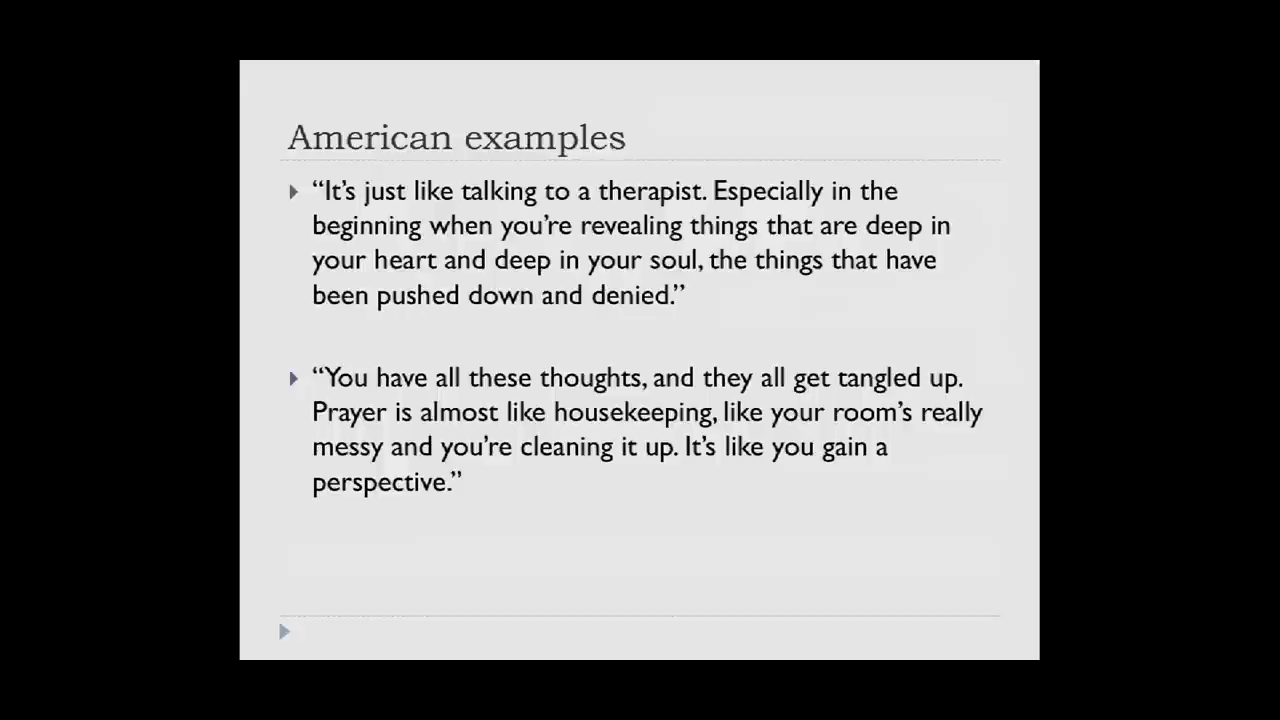 American examples
“It’s just like talking to a therapist. Especially in the
beginning when you’re revealing things that are deep in
your heart and deep in your soul, the things that have
been pushed down and denied.”
“You have all these thoughts, and they all get tangled up.
Prayer is almost like housekeeping, like your room’s really
messy and you’re cleaning it up. It’s like you gain a
perspective.”